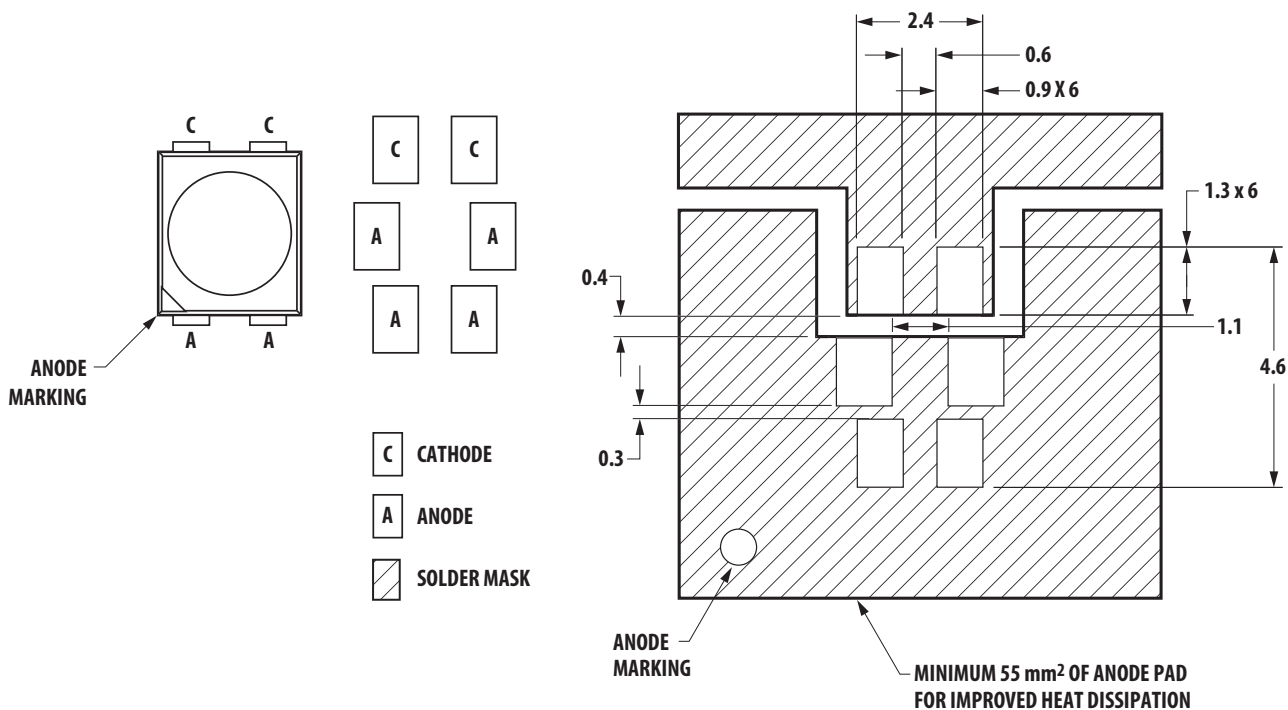 2.4
0.6
0.9 X 6
C C
C C
1.3 x 6
A A
0.4
1.1
A A
A A
4.6
ANODE
MARKING
C CATHODE
0.3
A ANODE
SOLDER MASK
ANODE
MARKING
MINIMUM 55 mm² OF ANODE PAD
FOR IMPROVED HEAT DISSIPATION